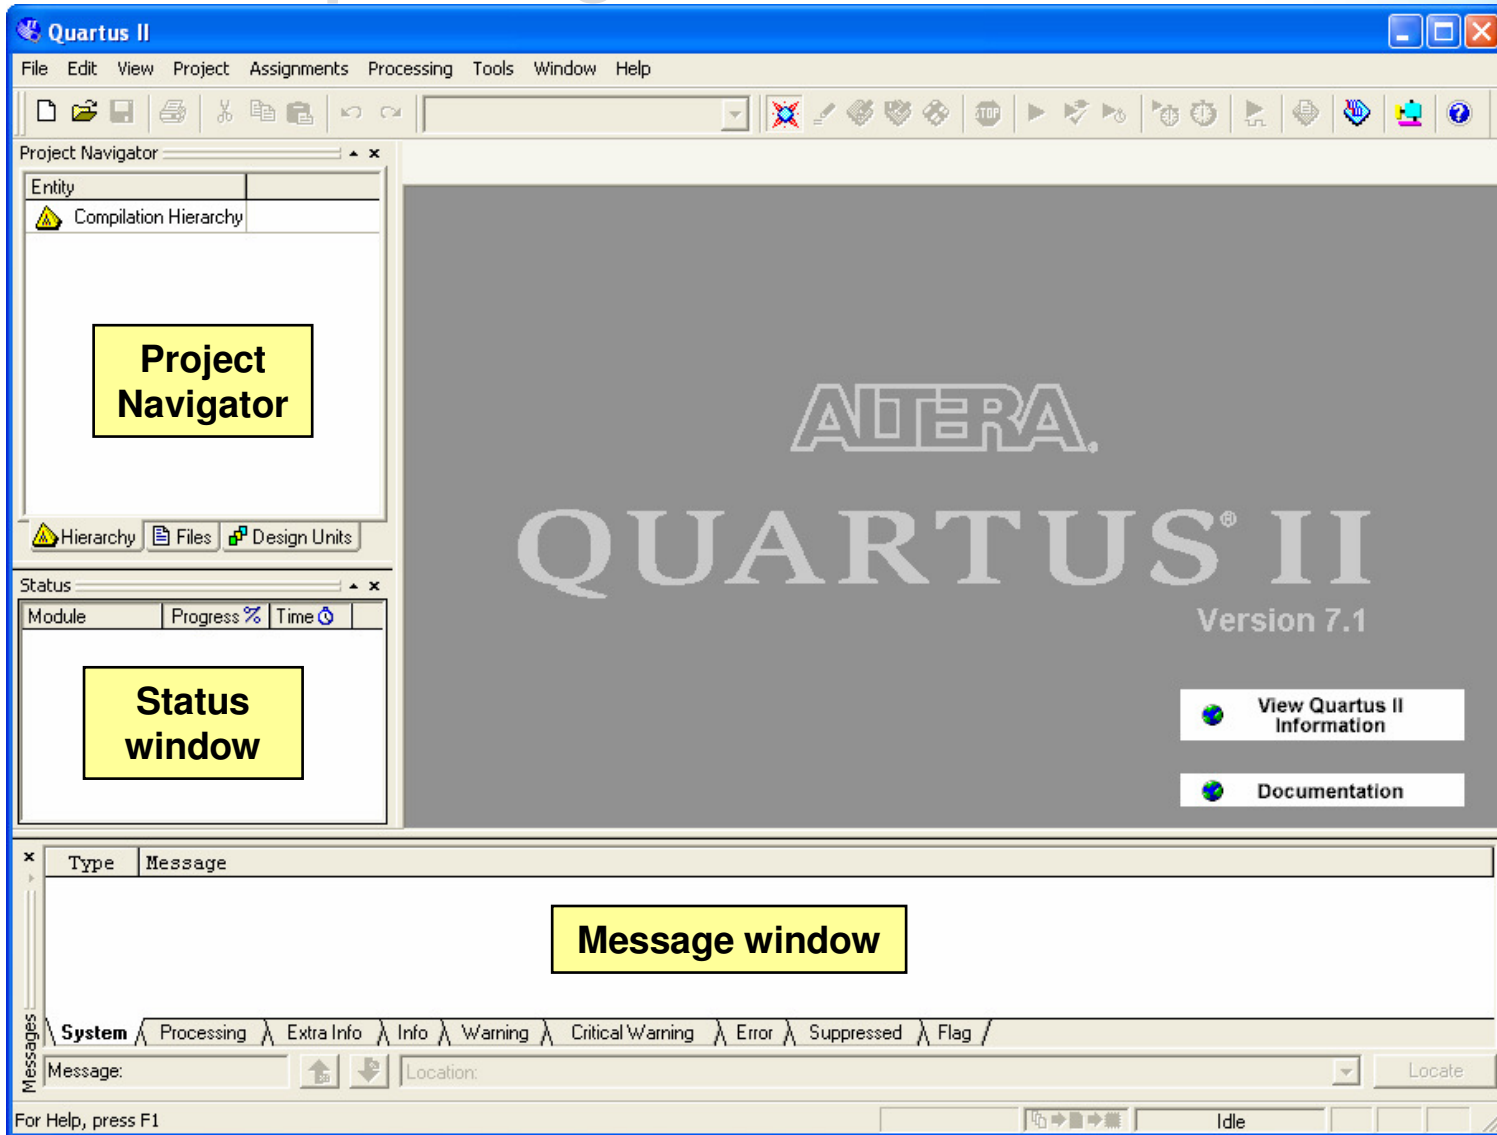 Quartus II
File Edit View Project Assignments Processing Tools Window Help
STOP
Project Navigator
Entity
Compilation Hierarchy
Project
Navigator
Hierarchy Files Design Units
Status
Module Progress % Time
Status
window
ALTERA
QUARTUS® II
Version 7.1
View Quartus II
Information
Documentation
Type Message
Message window
System Processing Extra Info Info Warning Critical Warning Error Suppressed Flag
Messages
Message: Location: Locate
For Help, press F1 Idle